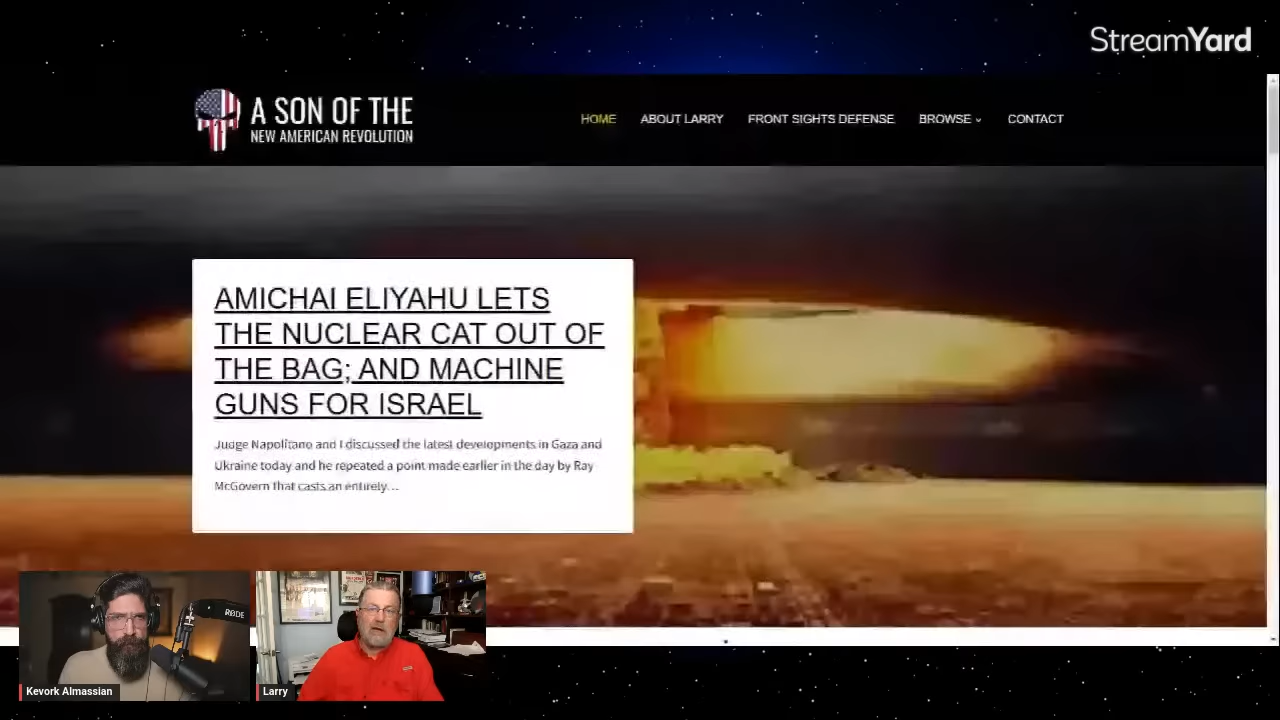 StreamYard
A SON OF THE
NEW AMERICAN REVOLUTION
HOME
ABOUT LARRY
FRONT SIGHTS DEFENSE
BROWSE
CONTACT
AMICHAI ELIYAHU LETS
THE NUCLEAR CAT OUT OF
THE BAG; AND MACHINE
GUNS FOR ISRAEL
Judge Napolitano and I discussed the latest developments in Gaza and
Ukraine today and he repeated a point made earlier in the day by Ray
McGovern that casts an entirely...
RØDE
Kevork Almassian
Larry